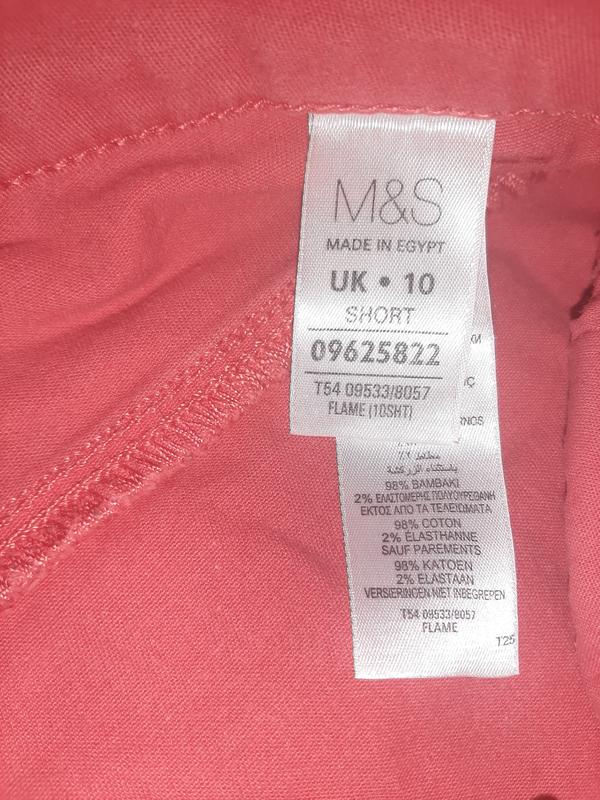 M&S
MADE IN EGYPT
UK • 10
SHORT
09625822
T54 09533/8057
FLAME (10SHT)
باستثناء الزركشة
98% ΒΑΜΒΑΚΙ
2% ΕΛΑΣΤΟΜΕΡΗΣ ΠΟΛΥΟΥΡΕΘΑΝΗ
ΕΚΤΟΣ ΑΠΟ ΤΑ ΤΕΛΕΙΩΜΑΤΑ
98% COTON
2% ÉLASTHANNE
SAUF PAREMENTS
98% KATOEN
2% ELASTAAN
VERSIERINGEN NIET INBEGREPEN
T54 09533/8057
FLAME
T25